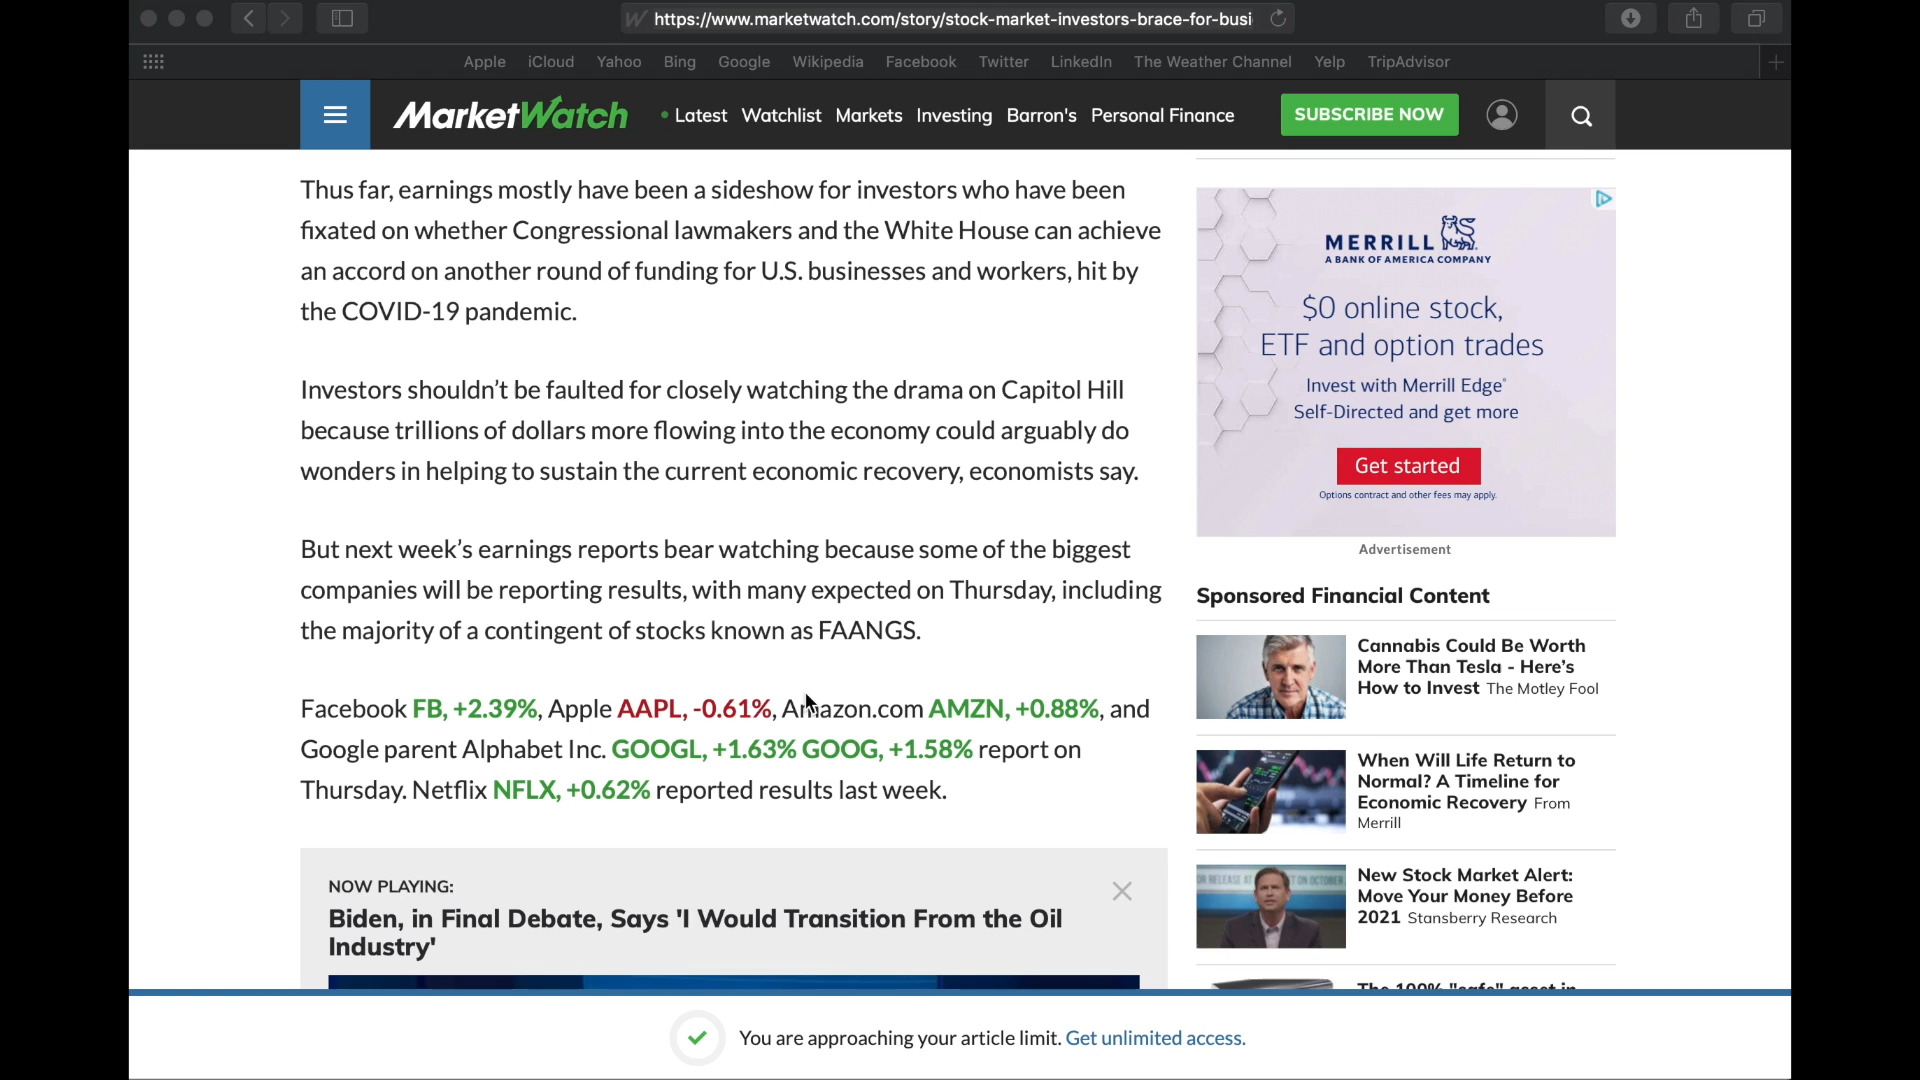 https://www.marketwatch.com/story/stock-market-investors-brace-for-busi
Apple iCloud Yahoo Bing Google Wikipedia Facebook Twitter LinkedIn The Weather Channel Yelp TripAdvisor
MarketWatch
Latest Watchlist Markets Investing Barron's Personal Finance
SUBSCRIBE NOW
Thus far, earnings mostly have been a sideshow for investors who have been
fixated on whether Congressional lawmakers and the White House can achieve
an accord on another round of funding for U.S. businesses and workers, hit by
the COVID-19 pandemic.
Investors shouldn’t be faulted for closely watching the drama on Capitol Hill
because trillions of dollars more flowing into the economy could arguably do
wonders in helping to sustain the current economic recovery, economists say.
But next week’s earnings reports bear watching because some of the biggest
companies will be reporting results, with many expected on Thursday, including
the majority of a contingent of stocks known as FAANGS.
Facebook FB, +2.39%, Apple AAPL, -0.61%, Amazon.com AMZN, +0.88%, and
Google parent Alphabet Inc. GOOGL, +1.63% GOOG, +1.58% report on
Thursday. Netflix NFLX, +0.62% reported results last week.
NOW PLAYING:
Biden, in Final Debate, Says 'I Would Transition From the Oil
Industry'
MERRILL
A BANK OF AMERICA COMPANY
$0 online stock,
ETF and option trades
Invest with Merrill Edge®
Self-Directed and get more
Get started
Options contract and other fees may apply.
Advertisement
Sponsored Financial Content
Cannabis Could Be Worth
More Than Tesla - Here’s
How to Invest The Motley Fool
When Will Life Return to
Normal? A Timeline for
Economic Recovery From
Merrill
New Stock Market Alert:
Move Your Money Before
2021 Stansberry Research
The 100% "safe" asset in
You are approaching your article limit. Get unlimited access.